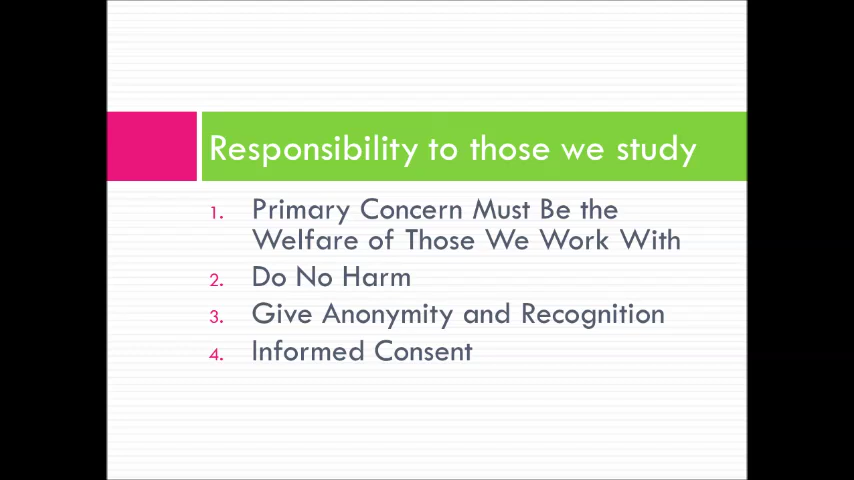 Responsibility to those we study
1. Primary Concern Must Be the
Welfare of Those We Work With
2. Do No Harm
3. Give Anonymity and Recognition
4. Informed Consent